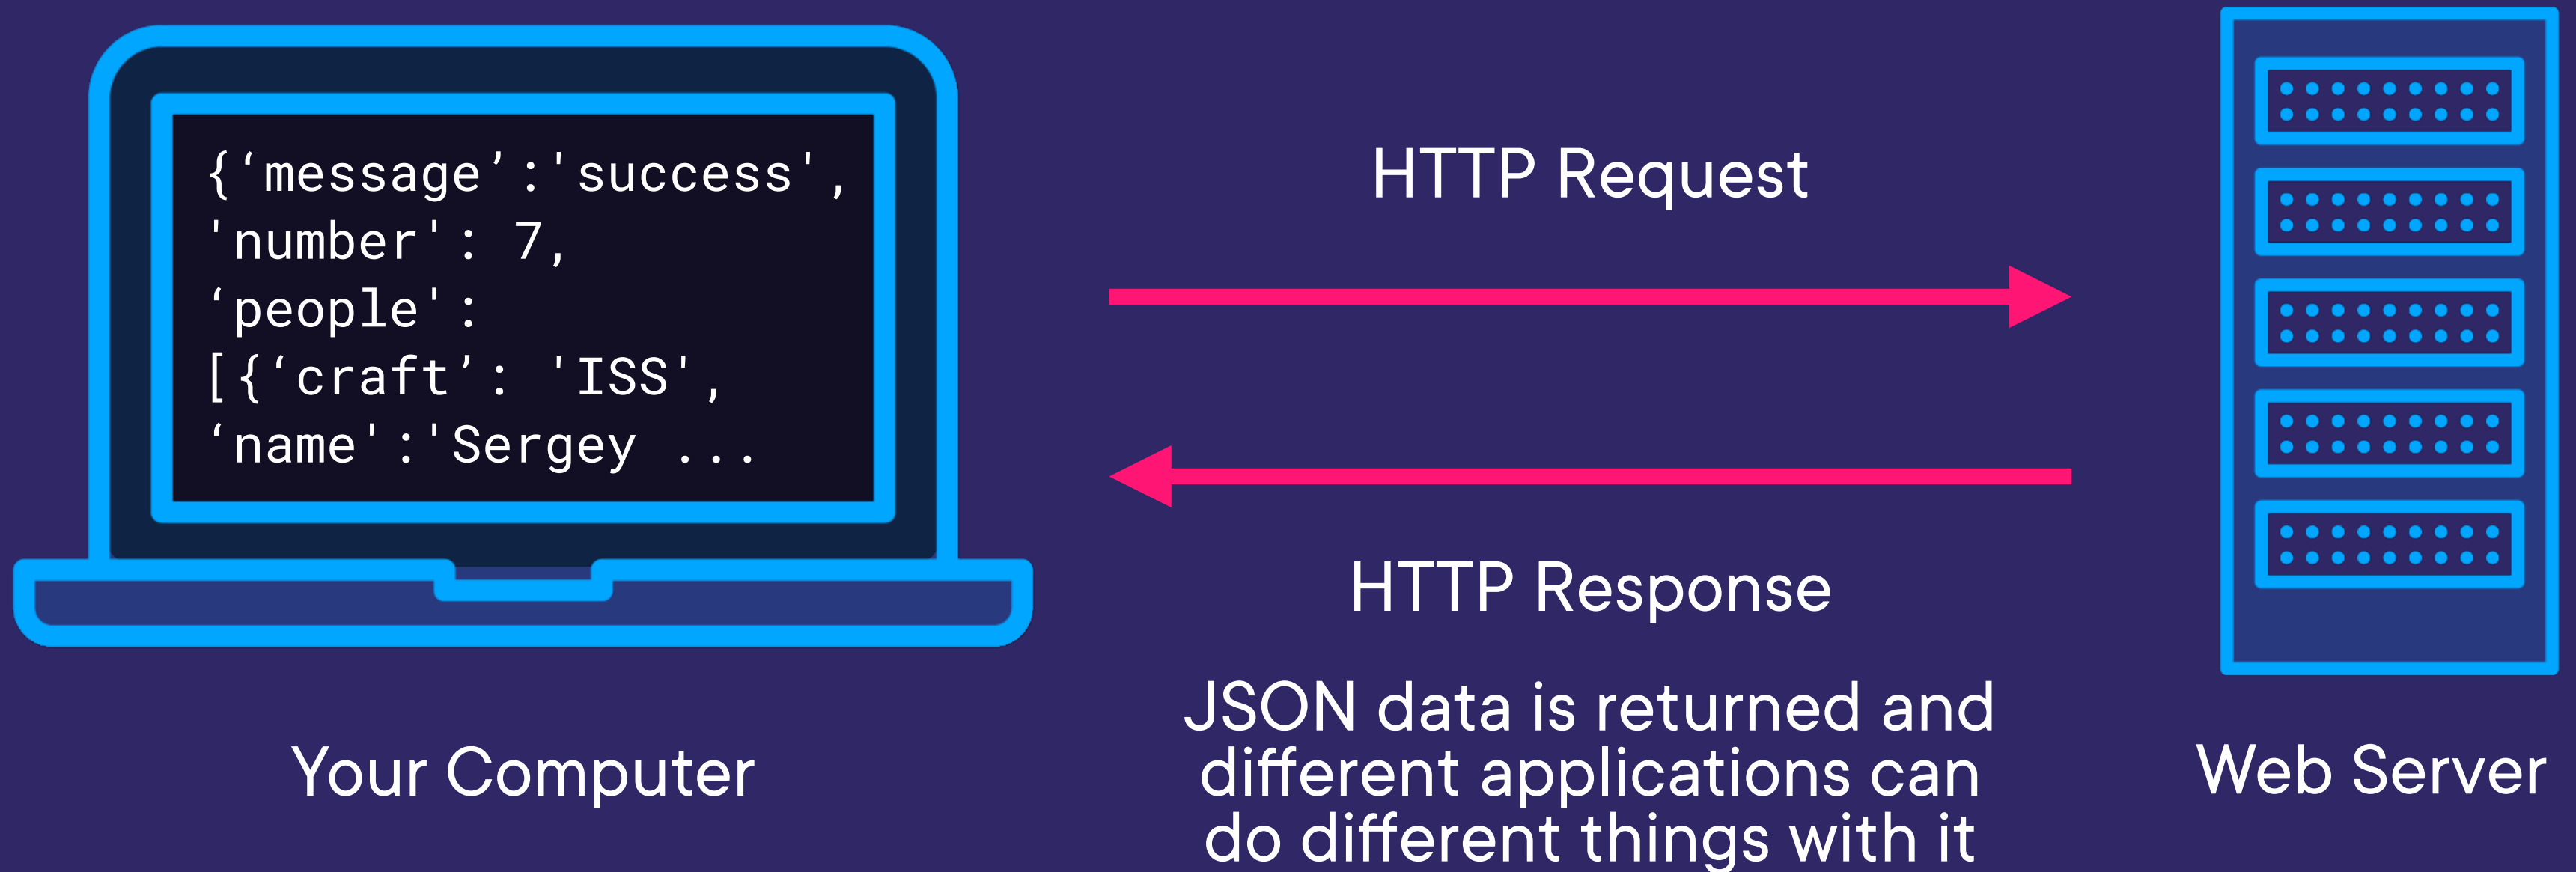 {‘message’:'success',
'number': 7,
‘people':
[{‘craft’: 'ISS',
‘name':'Sergey ...
HTTP Request
HTTP Response
JSON data is returned and
different applications can
do different things with it
Your Computer
Web Server